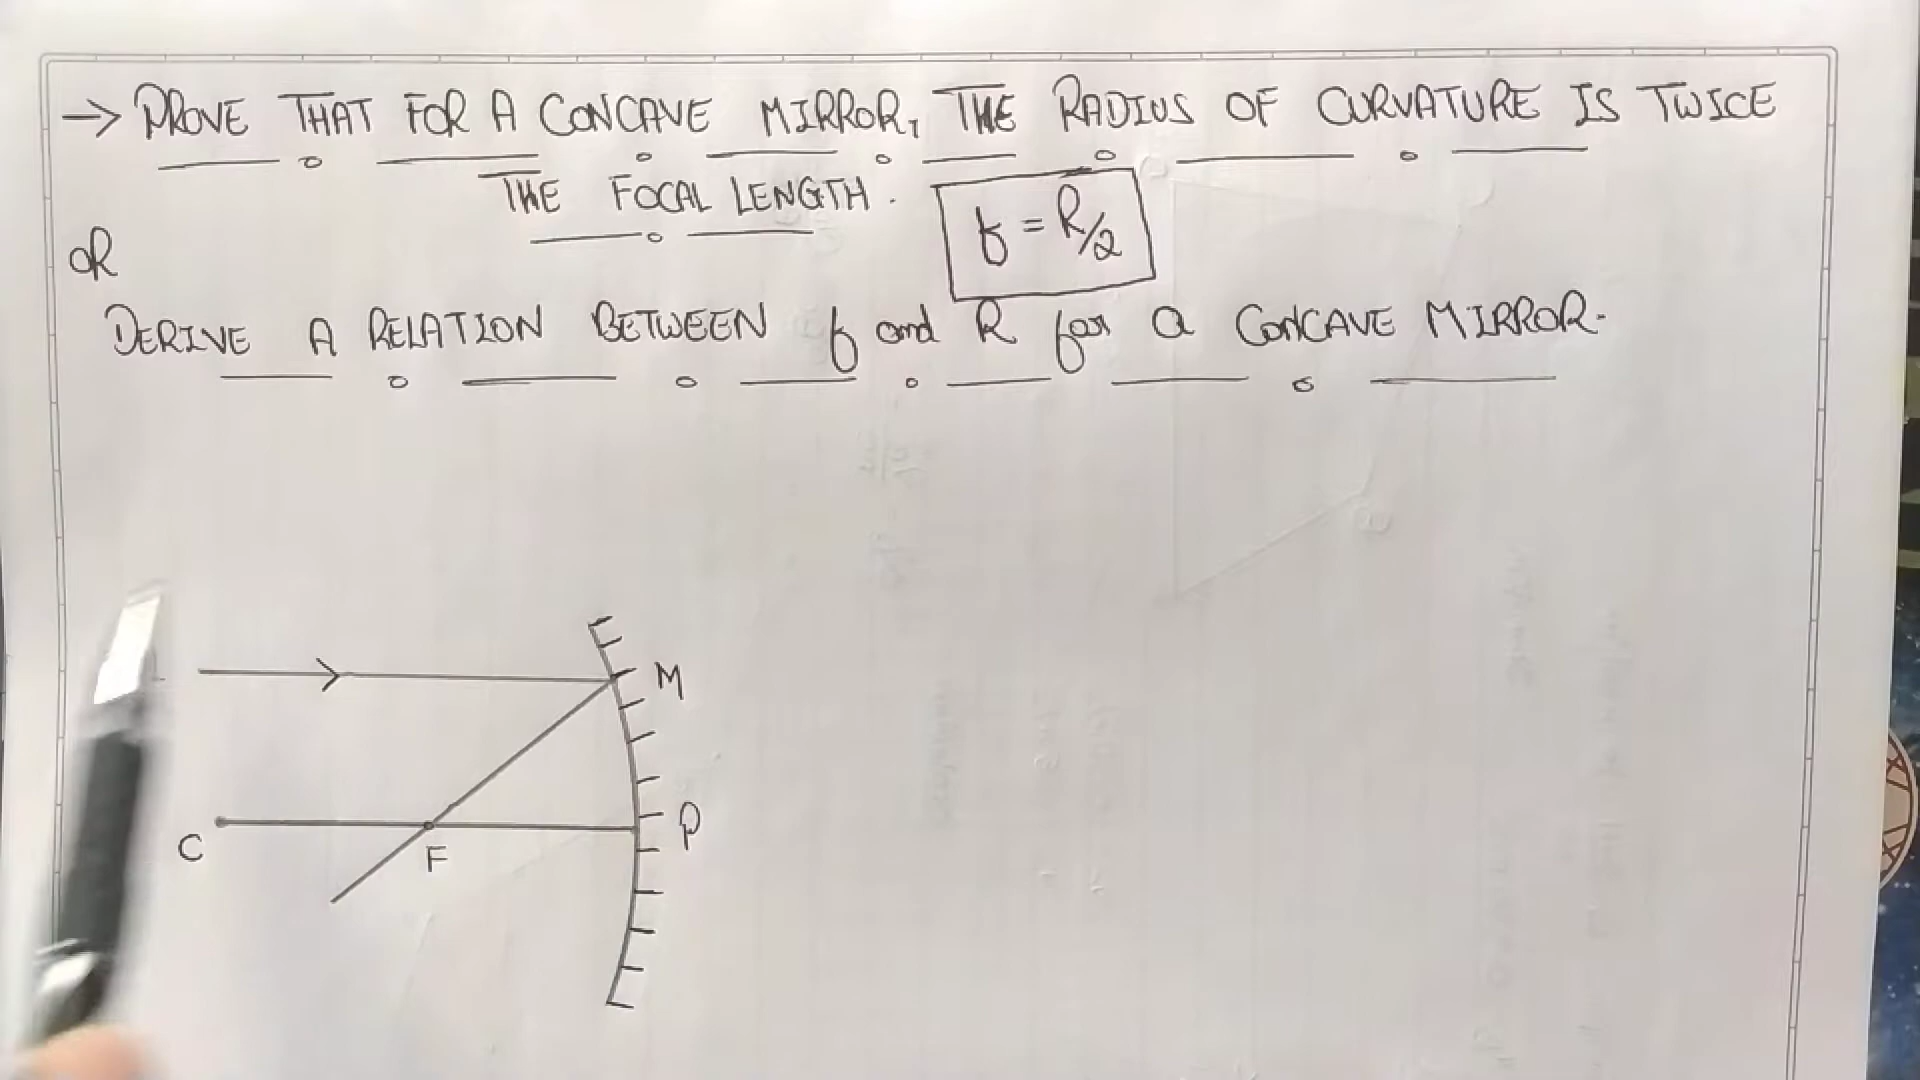 → PROVE THAT FOR A CONCAVE MIRROR, THE RADIUS OF CURVATURE IS TWICE
THE FOCAL LENGTH.
f = R/2
OR
DERIVE A RELATION BETWEEN f and R for a CONCAVE MIRROR.
M
C
F
P